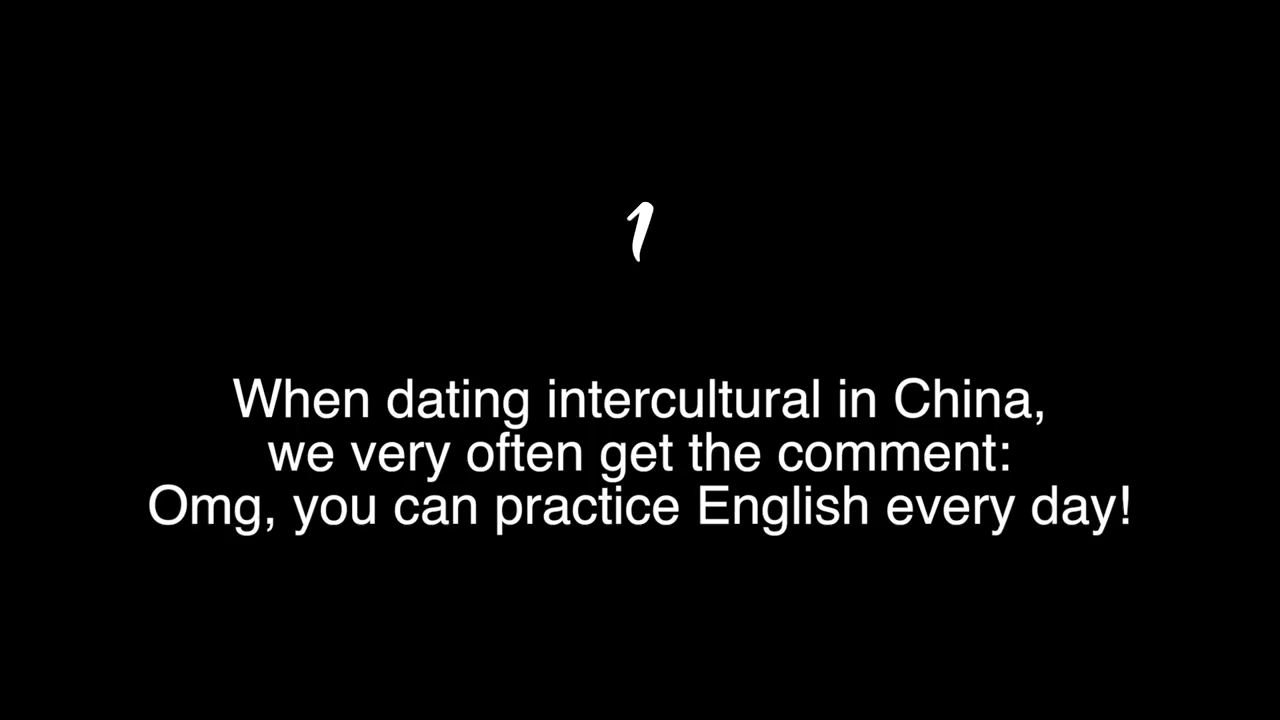 1
When dating intercultural in China,
we very often get the comment:
Omg, you can practice English every day!